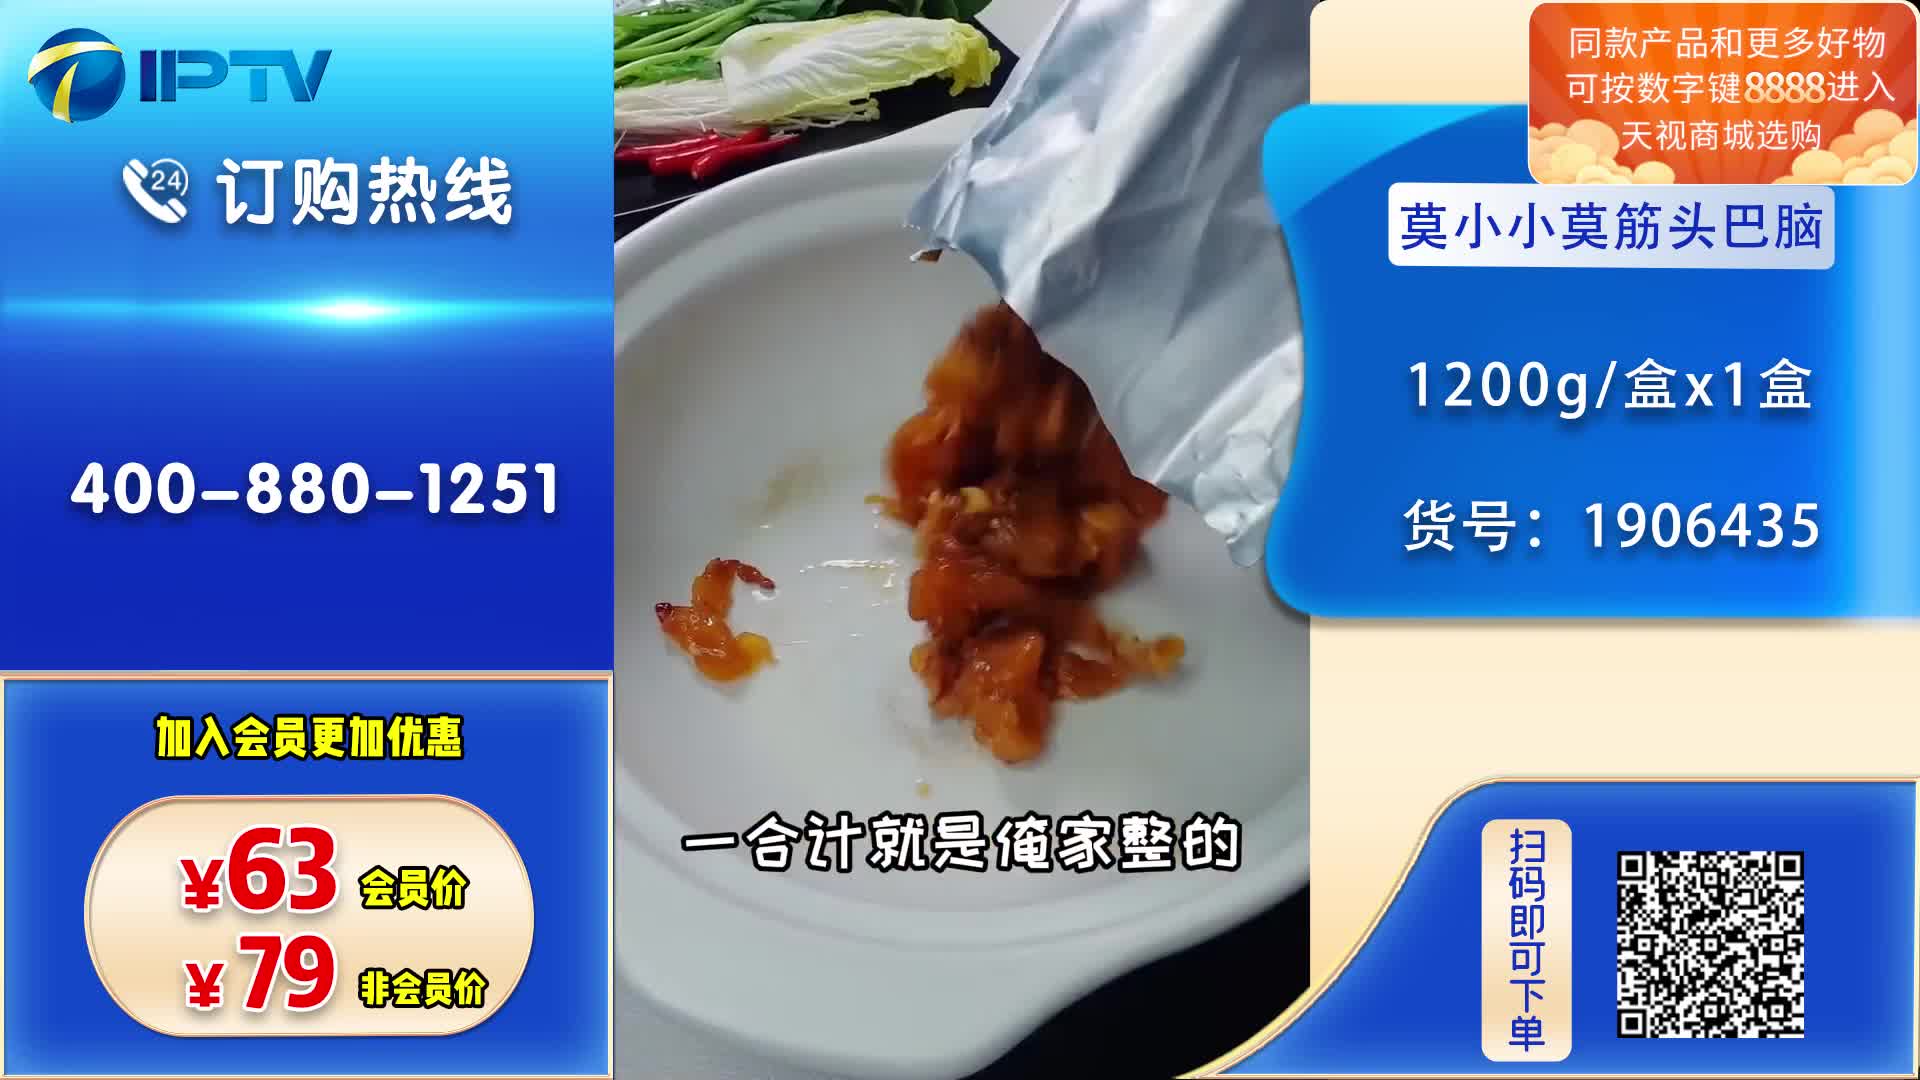 IPTV
24
订购热线
400-880-1251
加入会员更加优惠
¥63 会员价
¥79 非会员价
一合计就是俺家整的
同款产品和更多好物
可按数字键8888进入
天视商城选购
莫小小莫筋头巴脑
1200g/盒x1盒
货号：1906435
扫码即可下单